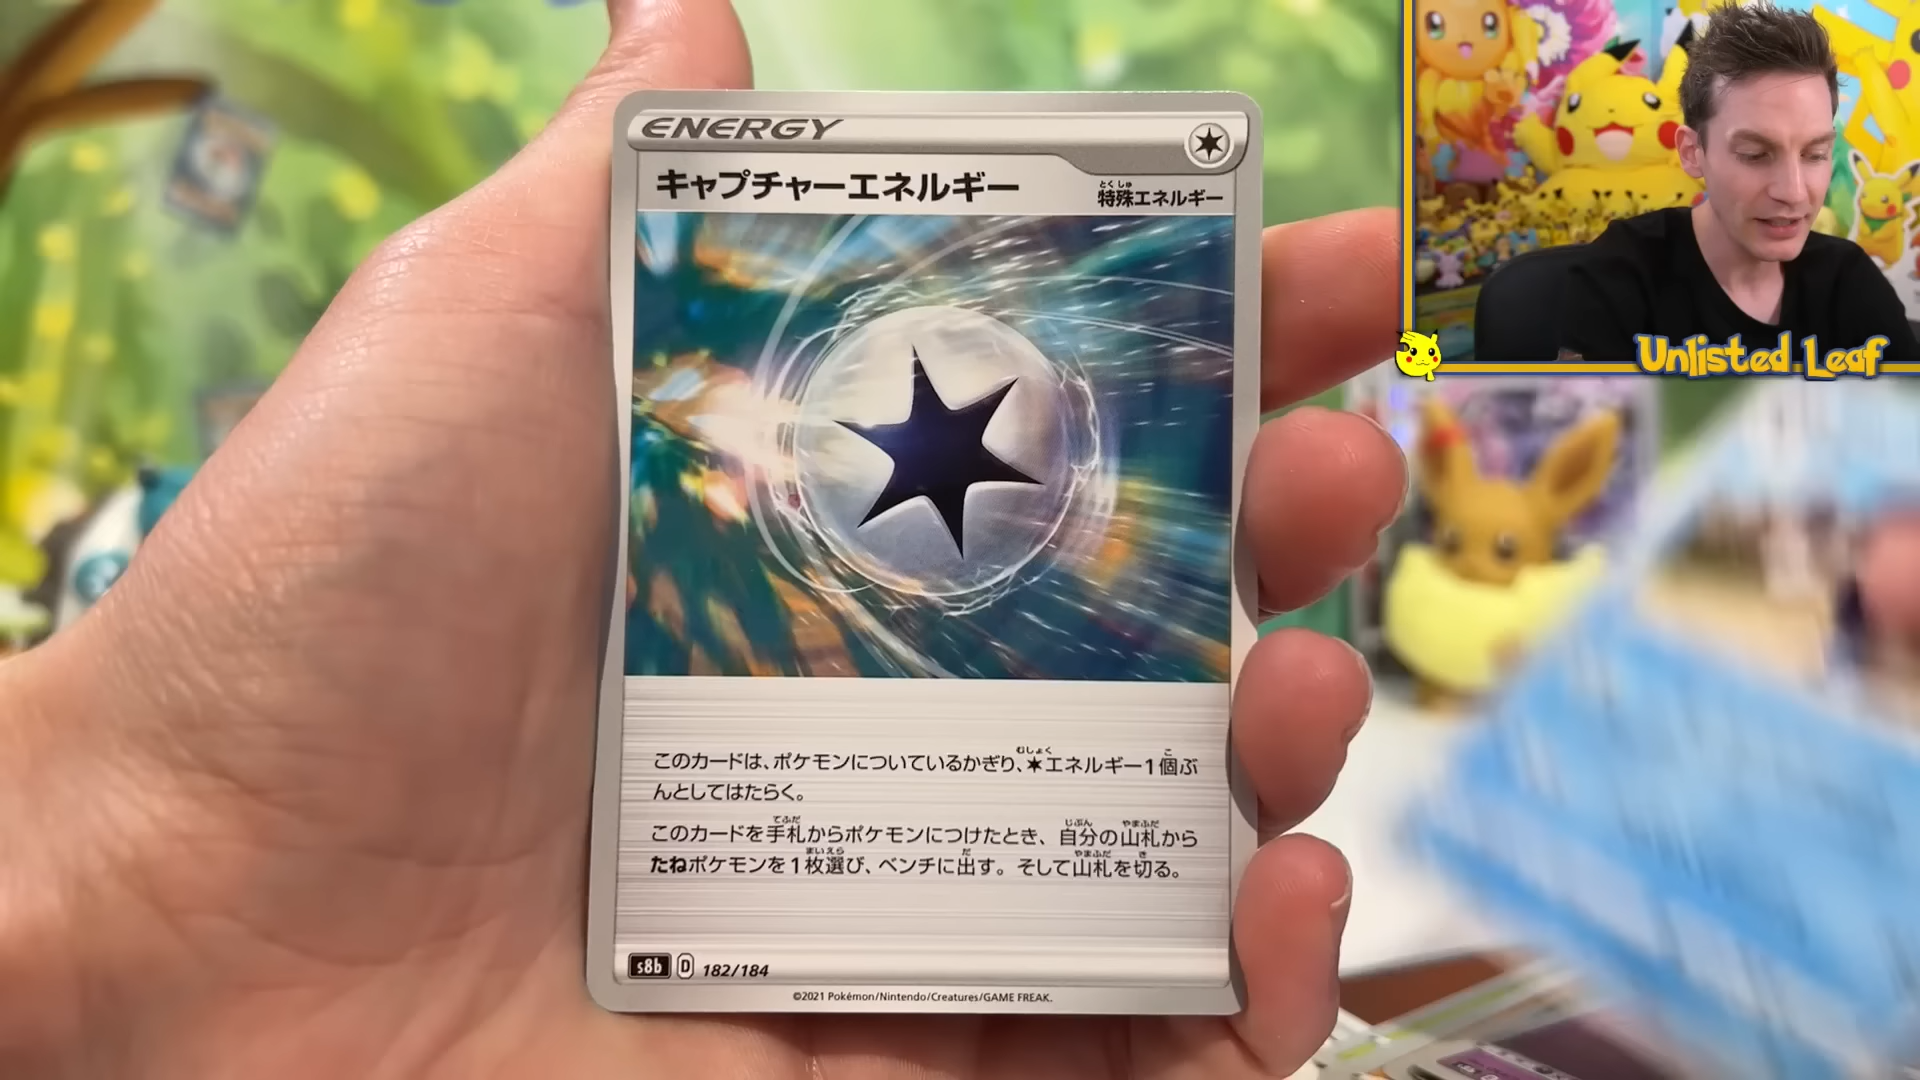 ENERGY
キャプチャーエネルギー
とくしゅ
特殊エネルギー
むしょく こ
このカードは、ポケモンについているかぎり、✶エネルギー1個ぶ
んとしてはたらく。
てふだ じぶん やまふだ
このカードを手札からポケモンにつけたとき、自分の山札から
まいえら だ やまふだ き
たねポケモンを1枚選び、ベンチに出す。そして山札を切る。
s8b D 182/184
©2021 Pokémon/Nintendo/Creatures/GAME FREAK.
Unlisted Leaf